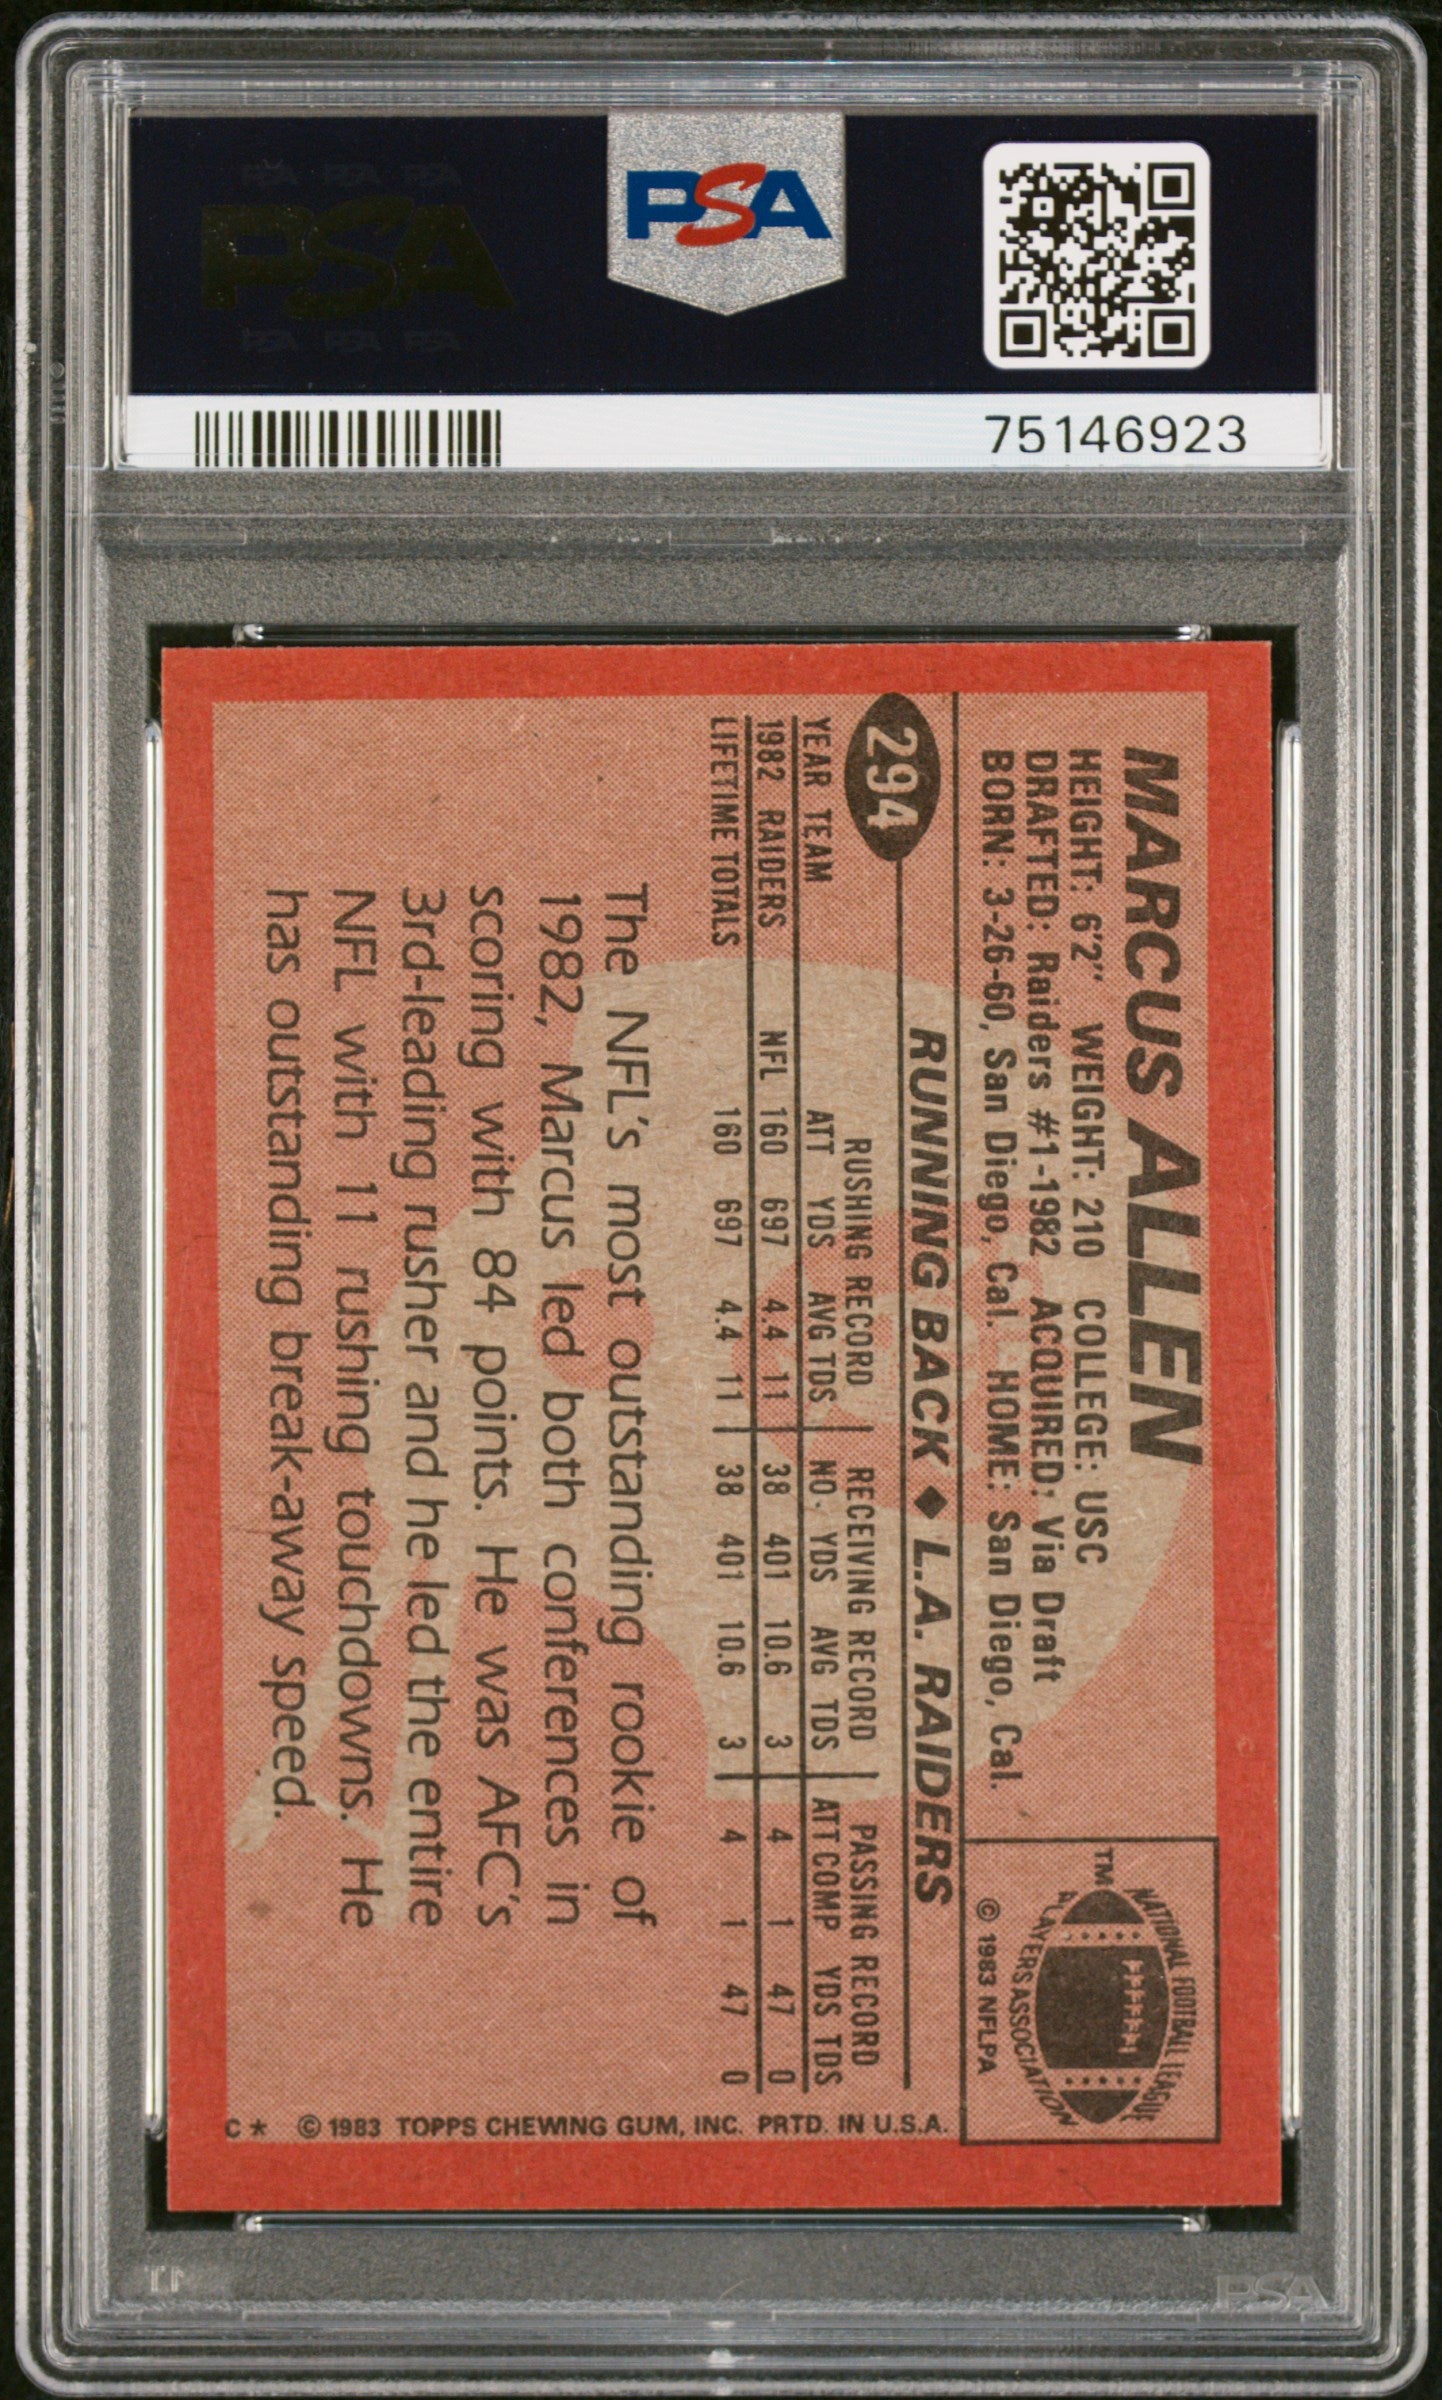 PSA PSA PSA
PSA
PSA PSA PSA
PSA
75146923
MARCUS ALLEN
HEIGHT: 6'2" WEIGHT: 210 COLLEGE: USC
DRAFTED: Raiders #1-1982 ACQUIRED: Via Draft
BORN: 3-26-60, San Diego, Cal. HOME: San Diego, Cal.
NATIONAL FOOTBALL LEAGUE
PLAYERS ASSOCIATION
TM
© 1983 NFLPA
294
RUNNING BACK ♦ L.A. RAIDERS
RUSHING RECORD RECEIVING RECORD PASSING RECORD
YEAR TEAM ATT YDS AVG TDS NO. YDS AVG TDS ATT COMP YDS TDS
1982 RAIDERS NFL 160 697 4.4 11 38 401 10.6 3 4 1 47 0
LIFETIME TOTALS 160 697 4.4 11 38 401 10.6 3 4 1 47 0
The NFL's most outstanding rookie of
1982, Marcus led both conferences in
scoring with 84 points. He was AFC's
3rd-leading rusher and he led the entire
NFL with 11 rushing touchdowns. He
has outstanding break-away speed.
C * © 1983 TOPPS CHEWING GUM, INC. PRTD. IN U.S.A.
PSA